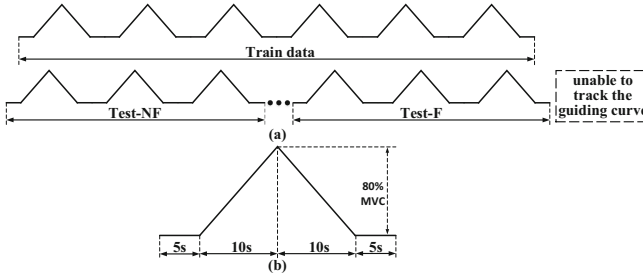 Train data
unable to
track the
guiding curve
Test-NF
Test-F
(a)
80%
MVC
5s
10s
10s
5s
(b)